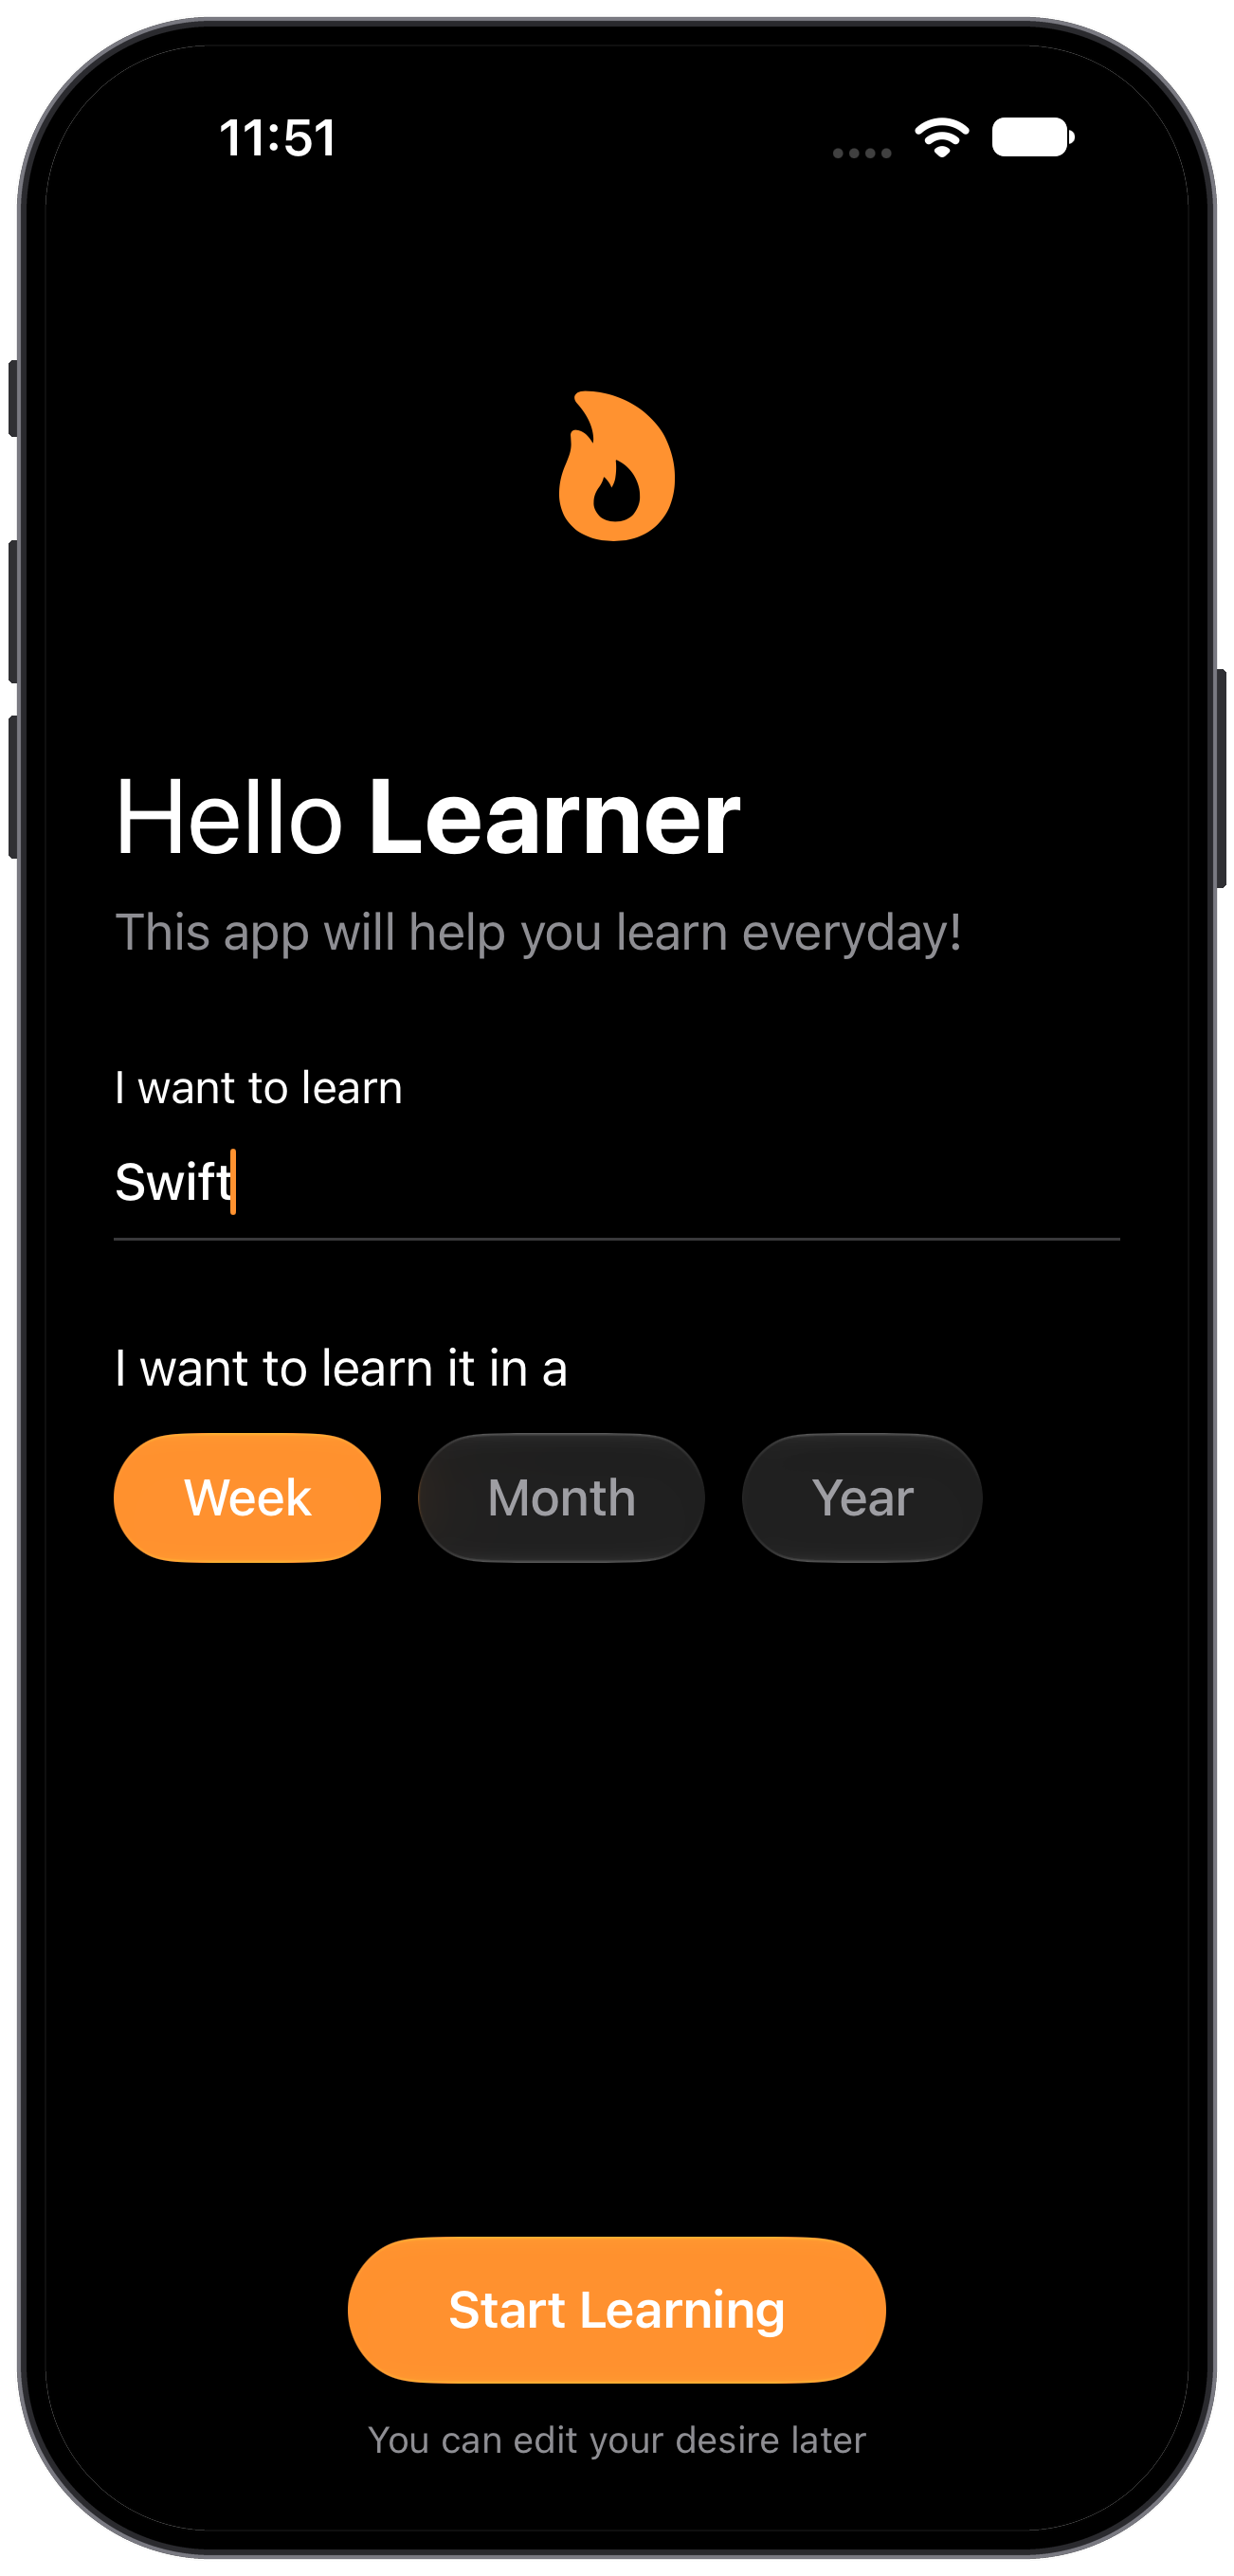 11:51
Hello Learner
This app will help you learn everyday!
I want to learn
Swift
I want to learn it in a
Week Month Year
Start Learning
You can edit your desire later